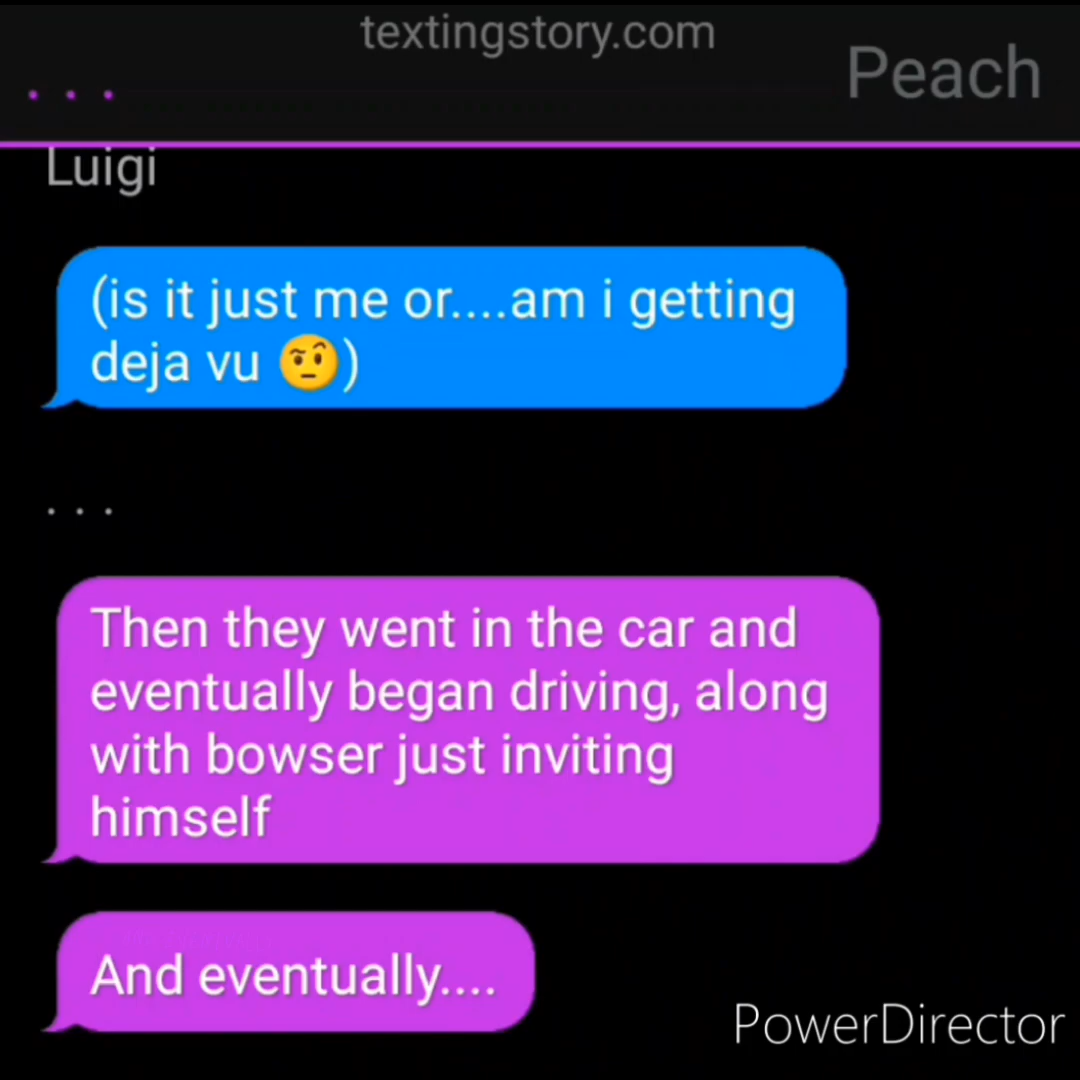 textingstory.com
. . .
Peach
Luigi
(is it just me or....am i getting
deja vu 🤨)
. . .
Then they went in the car and
eventually began driving, along
with bowser just inviting
himself
And eventually....
PowerDirector